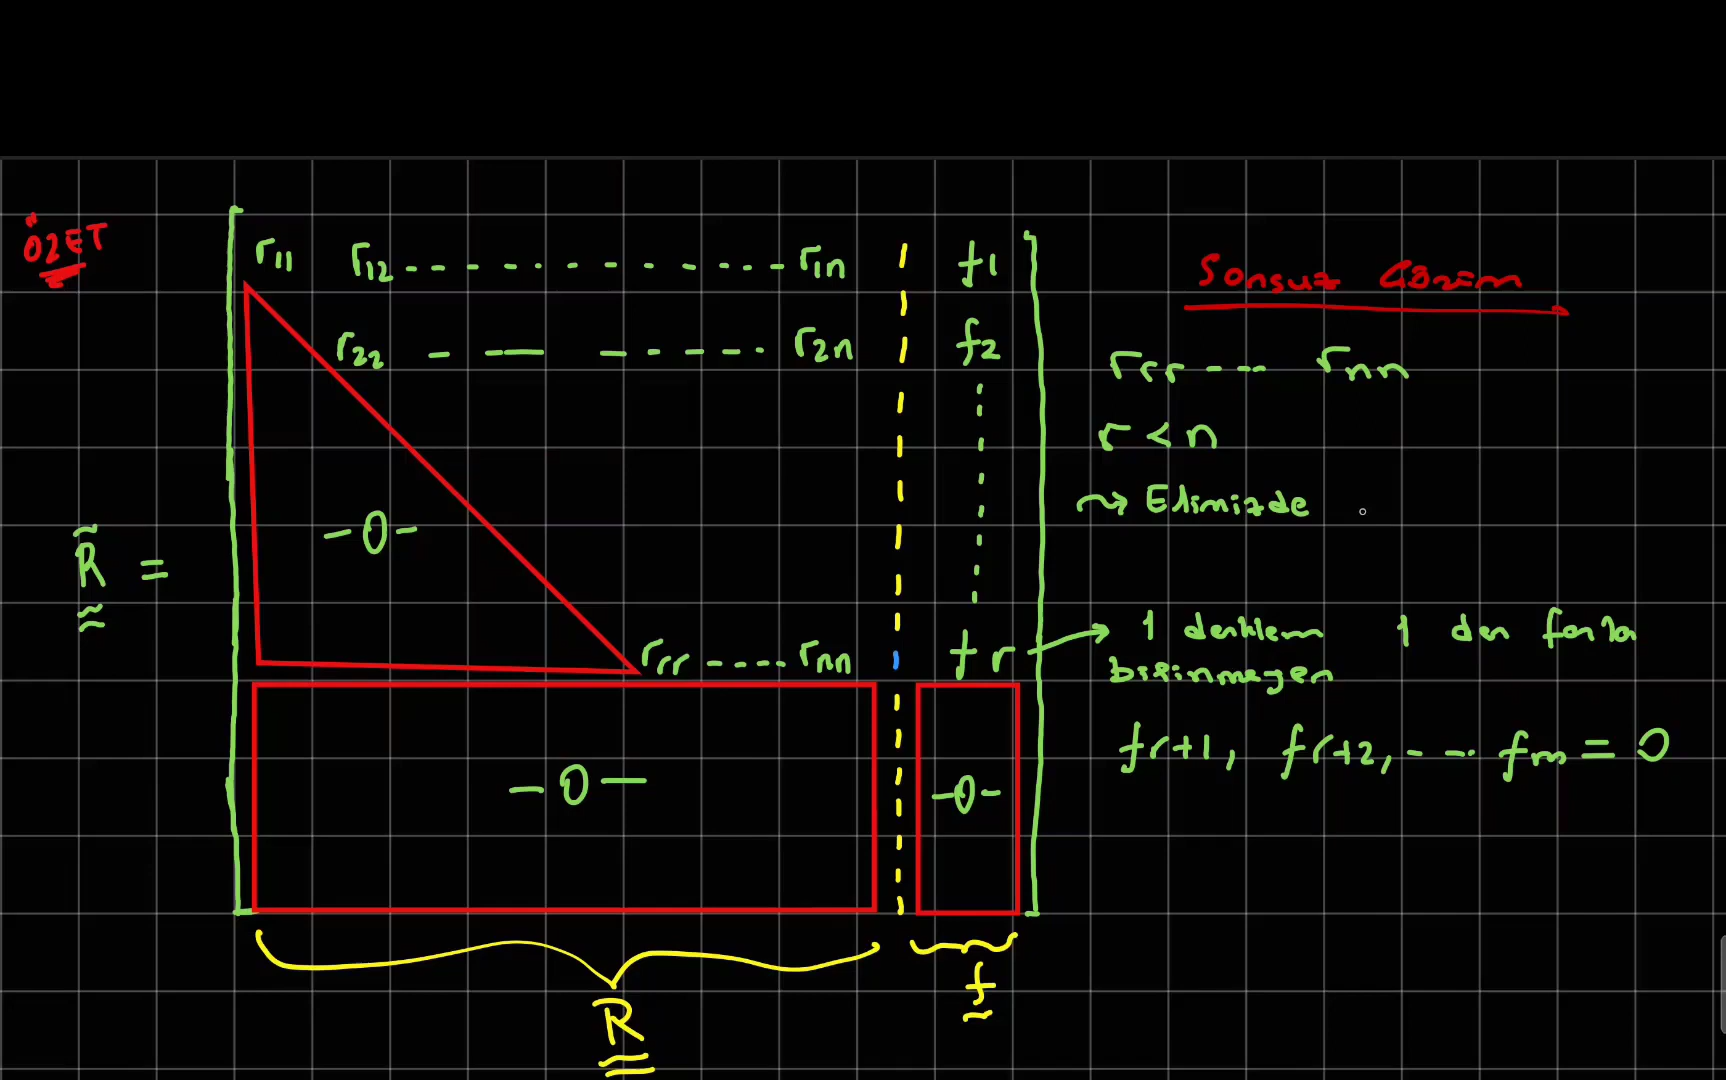 ÖZET
r11 r12 - - - - - - - - - - - r1n f1
r22 - - - - - - - - r2n f2
-0-
R̃ =
rrr ----- rnn fr
-0-
-0-
R
f
Sonsuz Çözüm
rrr ---- rnn
r < n
~> Elimizde
→ 1 denklem 1 den fazla
bilinmeyen
fr+1, fr+2, ---- fm = 0